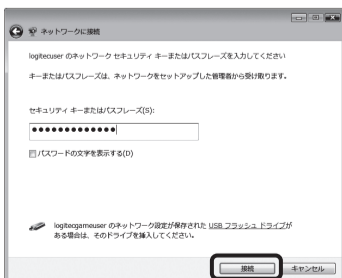 ネットワークに接続
logitecuser のネットワーク セキュリティ キーまたはパスフレーズを入力してください
キーまたはパスフレーズは、ネットワークをセットアップした管理者から受け取ります。
セキュリティ キーまたはパスフレーズ(S):
●●●●●●●●●●●●●
パスワードの文字を表示する(D)
logitecgameuser のネットワーク設定が保存された USB フラッシュ ドライブが
ある場合は、そのドライブを挿入してください。
接続 キャンセル